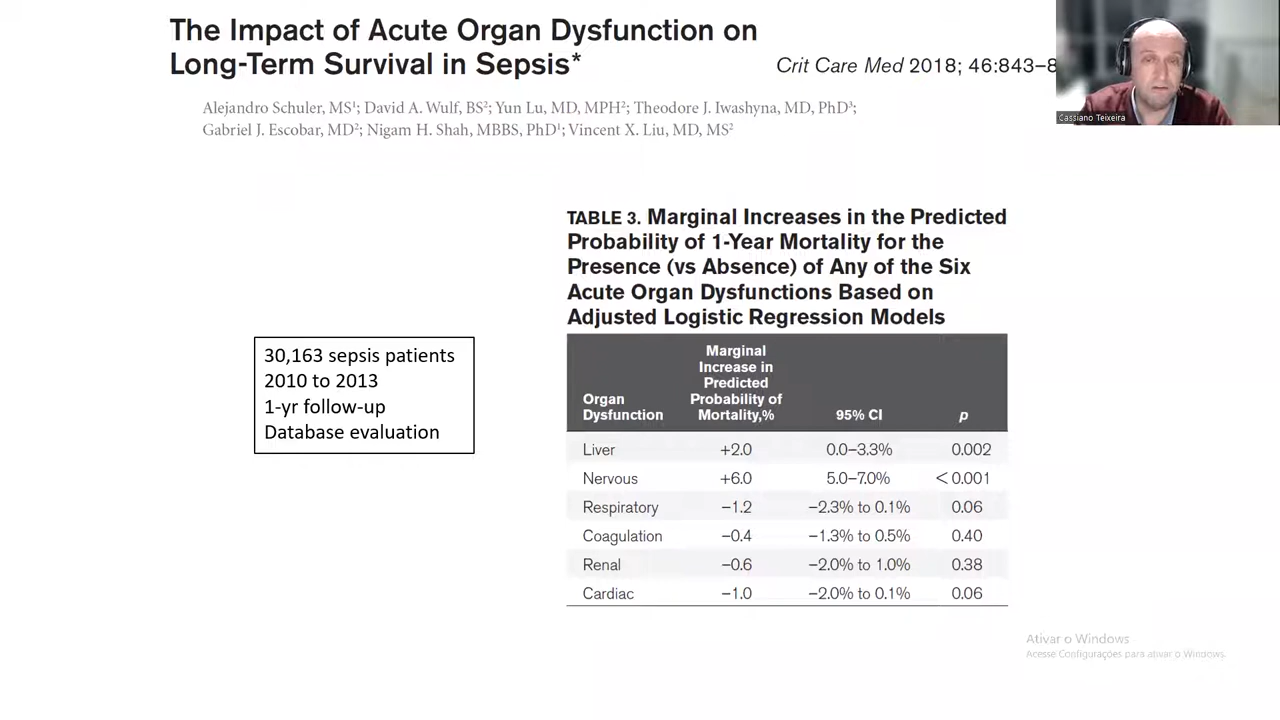 The Impact of Acute Organ Dysfunction on
Long-Term Survival in Sepsis*
Crit Care Med 2018; 46:843–8
Alejandro Schuler, MS¹; David A. Wulf, BS²; Yun Lu, MD, MPH²; Theodore J. Iwashyna, MD, PhD³;
Gabriel J. Escobar, MD²; Nigam H. Shah, MBBS, PhD¹; Vincent X. Liu, MD, MS²
Cassiano Teixeira
30,163 sepsis patients
2010 to 2013
1-yr follow-up
Database evaluation
TABLE 3. Marginal Increases in the Predicted
Probability of 1-Year Mortality for the
Presence (vs Absence) of Any of the Six
Acute Organ Dysfunctions Based on
Adjusted Logistic Regression Models
Organ
Dysfunction
Marginal
Increase in
Predicted
Probability of
Mortality,%
95% CI
p
Liver +2.0 0.0–3.3% 0.002
Nervous +6.0 5.0–7.0% < 0.001
Respiratory −1.2 −2.3% to 0.1% 0.06
Coagulation −0.4 −1.3% to 0.5% 0.40
Renal −0.6 −2.0% to 1.0% 0.38
Cardiac −1.0 −2.0% to 0.1% 0.06
Ativar o Windows
Acesse Configurações para ativar o Windows.